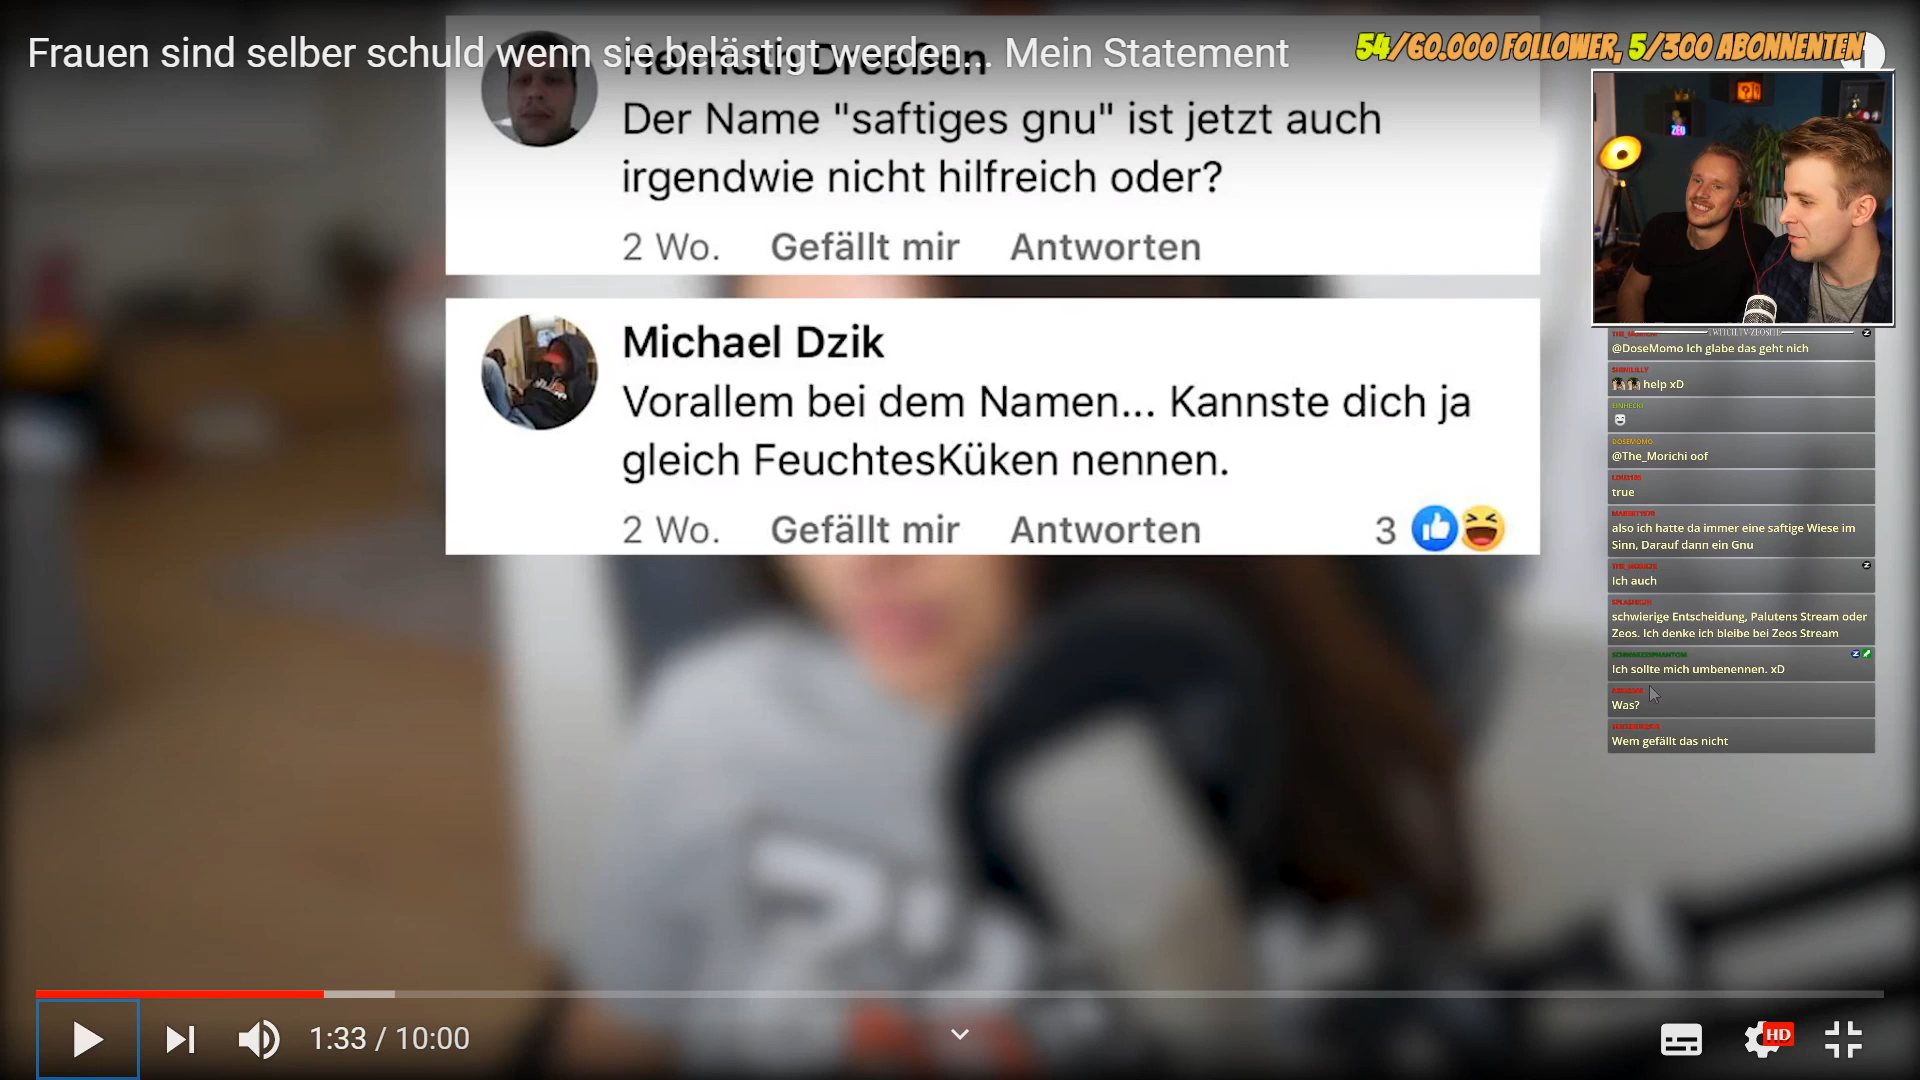 Frauen sind selber schuld wenn sie belästigt werden... Mein Statement
54/60.000 FOLLOWER, 5/300 ABONNENTEN
Der Name "saftiges gnu" ist jetzt auch
irgendwie nicht hilfreich oder?
2 Wo. Gefällt mir Antworten
Michael Dzik
Vorallem bei dem Namen... Kannste dich ja
gleich FeuchtesKüken nennen.
2 Wo. Gefällt mir Antworten 3
ZEO
@DoseMomo Ich glabe das geht nich
SHINILILLY
help xD
EINHECKI
DOSEMOMO
@The_Morichi oof
true
also ich hatte da immer eine saftige Wiese im
Sinn, Darauf dann ein Gnu
Ich auch
schwierige Entscheidung, Palutens Stream oder
Zeos. Ich denke ich bleibe bei Zeos Stream
SCHWARZESPHANTOM
Ich sollte mich umbenennen. xD
Was?
Wem gefällt das nicht
1:33 / 10:00
HD